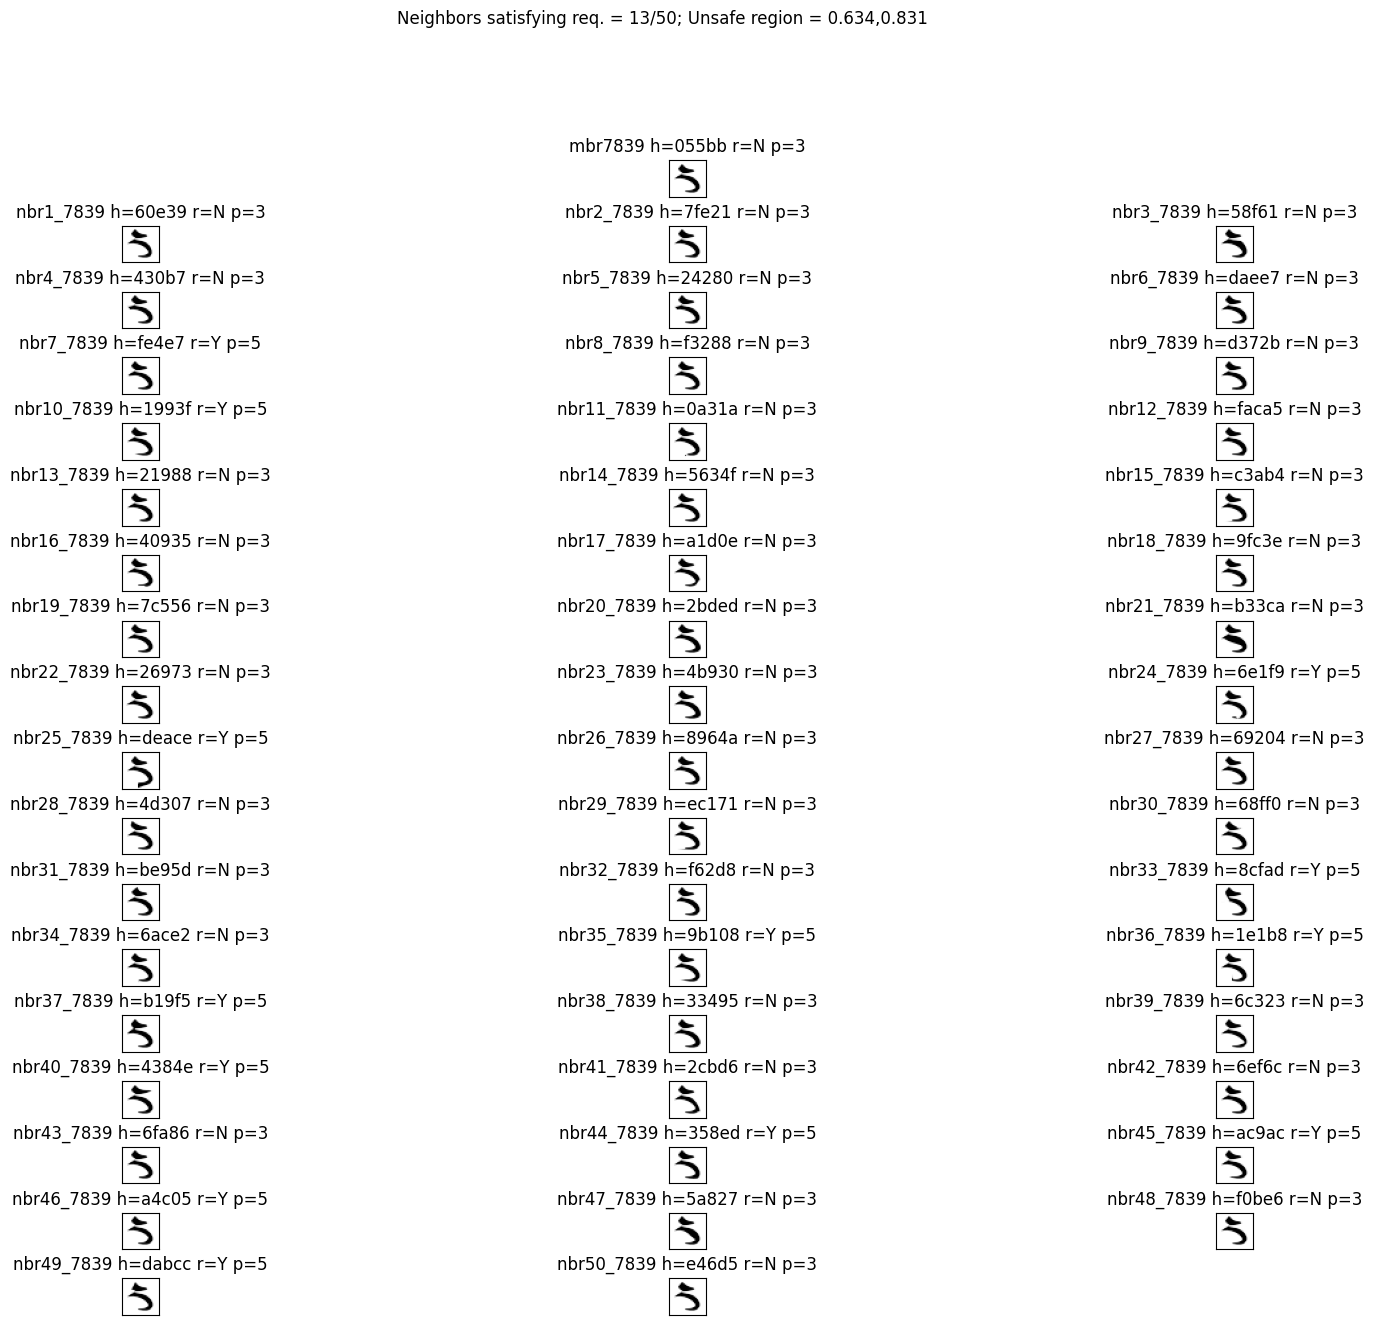 Neighbors satisfying req. = 13/50; Unsafe region = 0.634,0.831
mbr7839 h=055bb r=N p=3
nbr1_7839 h=60e39 r=N p=3
nbr2_7839 h=7fe21 r=N p=3
nbr3_7839 h=58f61 r=N p=3
nbr4_7839 h=430b7 r=N p=3
nbr5_7839 h=24280 r=N p=3
nbr6_7839 h=daee7 r=N p=3
nbr7_7839 h=fe4e7 r=Y p=5
nbr8_7839 h=f3288 r=N p=3
nbr9_7839 h=d372b r=N p=3
nbr10_7839 h=1993f r=Y p=5
nbr11_7839 h=0a31a r=N p=3
nbr12_7839 h=faca5 r=N p=3
nbr13_7839 h=21988 r=N p=3
nbr14_7839 h=5634f r=N p=3
nbr15_7839 h=c3ab4 r=N p=3
nbr16_7839 h=40935 r=N p=3
nbr17_7839 h=a1d0e r=N p=3
nbr18_7839 h=9fc3e r=N p=3
nbr19_7839 h=7c556 r=N p=3
nbr20_7839 h=2bded r=N p=3
nbr21_7839 h=b33ca r=N p=3
nbr22_7839 h=26973 r=N p=3
nbr23_7839 h=4b930 r=N p=3
nbr24_7839 h=6e1f9 r=Y p=5
nbr25_7839 h=deace r=Y p=5
nbr26_7839 h=8964a r=N p=3
nbr27_7839 h=69204 r=N p=3
nbr28_7839 h=4d307 r=N p=3
nbr29_7839 h=ec171 r=N p=3
nbr30_7839 h=68ff0 r=N p=3
nbr31_7839 h=be95d r=N p=3
nbr32_7839 h=f62d8 r=N p=3
nbr33_7839 h=8cfad r=Y p=5
nbr34_7839 h=6ace2 r=N p=3
nbr35_7839 h=9b108 r=Y p=5
nbr36_7839 h=1e1b8 r=Y p=5
nbr37_7839 h=b19f5 r=Y p=5
nbr38_7839 h=33495 r=N p=3
nbr39_7839 h=6c323 r=N p=3
nbr40_7839 h=4384e r=Y p=5
nbr41_7839 h=2cbd6 r=N p=3
nbr42_7839 h=6ef6c r=N p=3
nbr43_7839 h=6fa86 r=N p=3
nbr44_7839 h=358ed r=Y p=5
nbr45_7839 h=ac9ac r=Y p=5
nbr46_7839 h=a4c05 r=Y p=5
nbr47_7839 h=5a827 r=N p=3
nbr48_7839 h=f0be6 r=N p=3
nbr49_7839 h=dabcc r=Y p=5
nbr50_7839 h=e46d5 r=N p=3